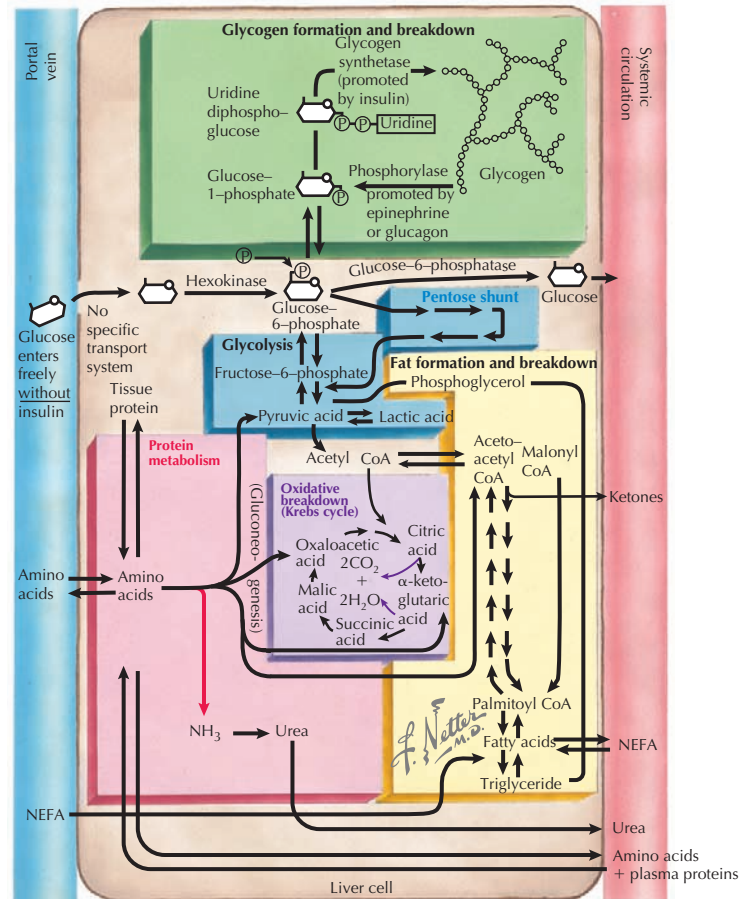 Portal
vein
Systemic
circulation
Glycogen formation and breakdown
Glycogen
synthetase
(promoted
by insulin)
Uridine
diphospho–
glucose
P
P
Uridine
Glucose–
1–phosphate
P
Phosphorylase
promoted by
epinephrine
or glucagon
Glycogen
P
P
Hexokinase
Glucose–6–phosphatase
Glucose
Glucose–
6–phosphate
Glucose
enters
freely
without
insulin
No
specific
transport
system
Pentose shunt
Glycolysis
Fructose–6–phosphate
Pyruvic acid
Lactic acid
Fat formation and breakdown
Phosphoglycerol
Tissue
protein
Protein
metabolism
Acetyl CoA
Aceto–
acetyl
CoA
Malonyl
CoA
Ketones
(Gluconeo-
genesis)
Oxidative
breakdown
(Krebs cycle)
Oxaloacetic
acid
Citric
acid
2CO2
+
2H2O
α-keto-
glutaric
acid
Malic
acid
Succinic
acid
Amino
acids
Amino
acids
NH3
Urea
Palmitoyl CoA
Fatty acids
NEFA
Triglyceride
F. Netter
M.D.
NEFA
Urea
Amino acids
+ plasma proteins
Liver cell